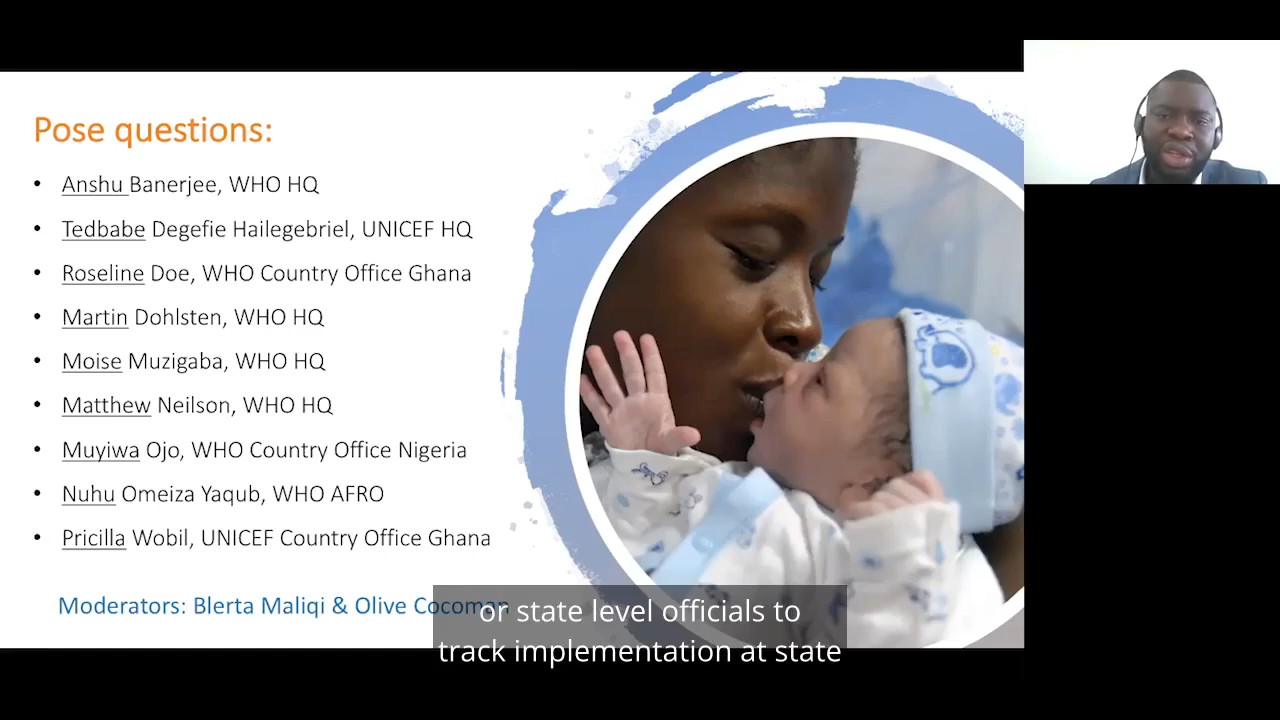 Pose questions:
• Anshu Banerjee, WHO HQ
• Tedbabe Degefie Hailegebriel, UNICEF HQ
• Roseline Doe, WHO Country Office Ghana
• Martin Dohlsten, WHO HQ
• Moise Muzigaba, WHO HQ
• Matthew Neilson, WHO HQ
• Muyiwa Ojo, WHO Country Office Nigeria
• Nuhu Omeiza Yaqub, WHO AFRO
• Pricilla Wobil, UNICEF Country Office Ghana
Moderators: Blerta Maliqi & Olive Cocoman
or state level officials to
track implementation at state